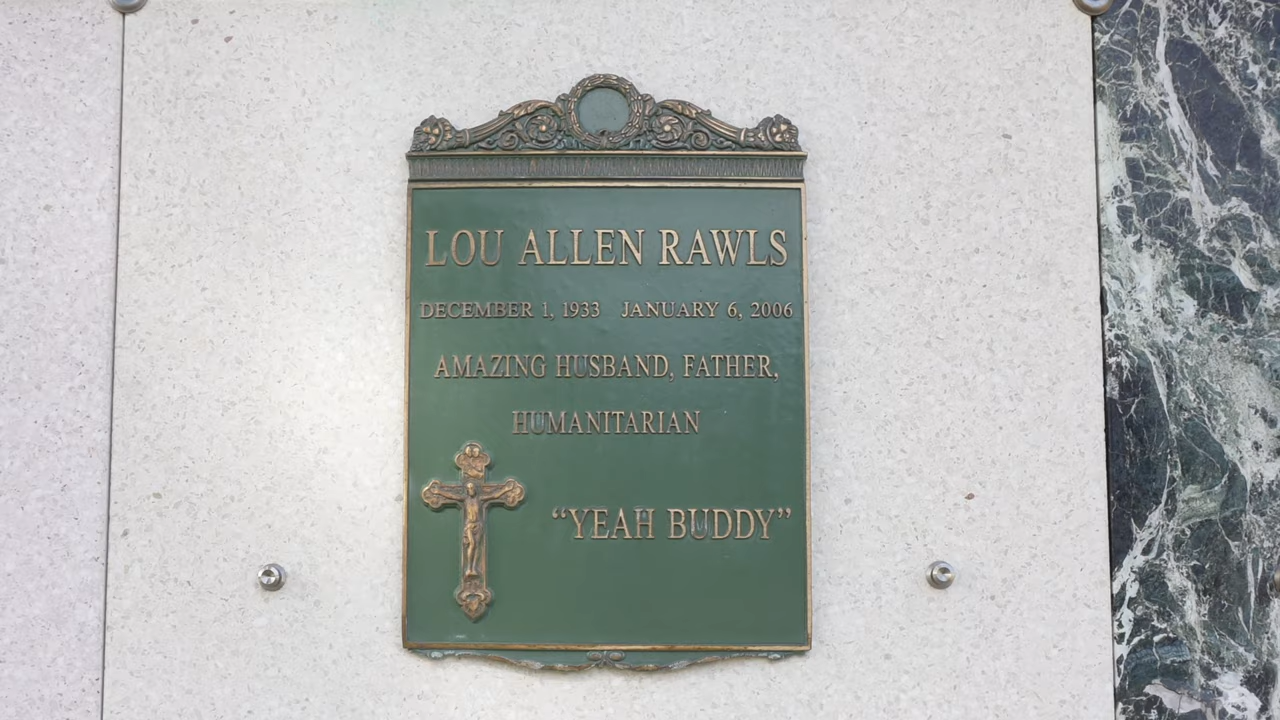 LOU ALLEN RAWLS
DECEMBER 1, 1933 JANUARY 6, 2006
AMAZING HUSBAND, FATHER,
HUMANITARIAN
“YEAH BUDDY”